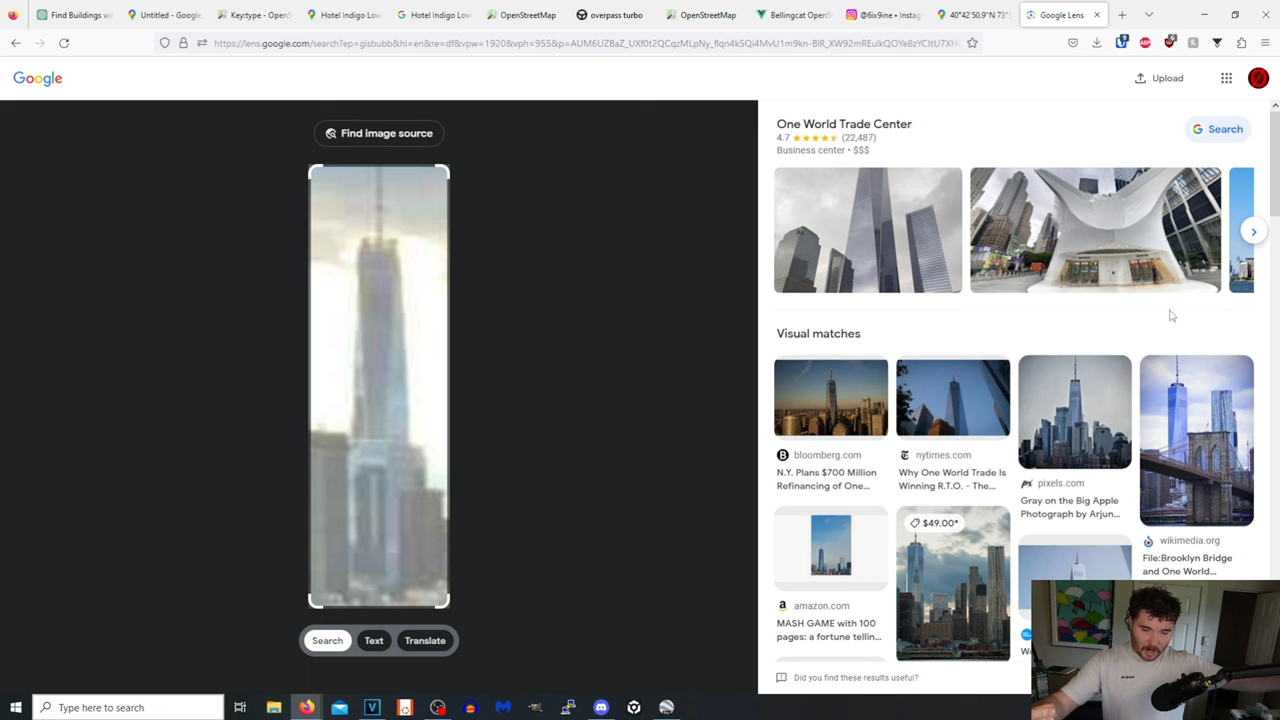 Find Buildings wi
Untitled - Google
Key:type - OpenS
Hotel Indigo Low
Hotel Indigo Low
OpenStreetMap
overpass turbo
OpenStreetMap
Bellingcat OpenS
@6ix9ine • Instag
40°42'50.9"N 73°
Google Lens
Google
Upload
Find image source
One World Trade Center
4.7 (22,487)
Business center • $$$
Search
Visual matches
bloomberg.com
N.Y. Plans $700 Million
Refinancing of One...
nytimes.com
Why One World Trade Is
Winning R.T.O. - The...
pixels.com
Gray on the Big Apple
Photograph by Arjun...
wikimedia.org
File:Brooklyn Bridge
and One World...
amazon.com
MASH GAME with 100
pages: a fortune tellin...
$49.00*
Search
Text
Translate
Did you find these results useful?
Type here to search